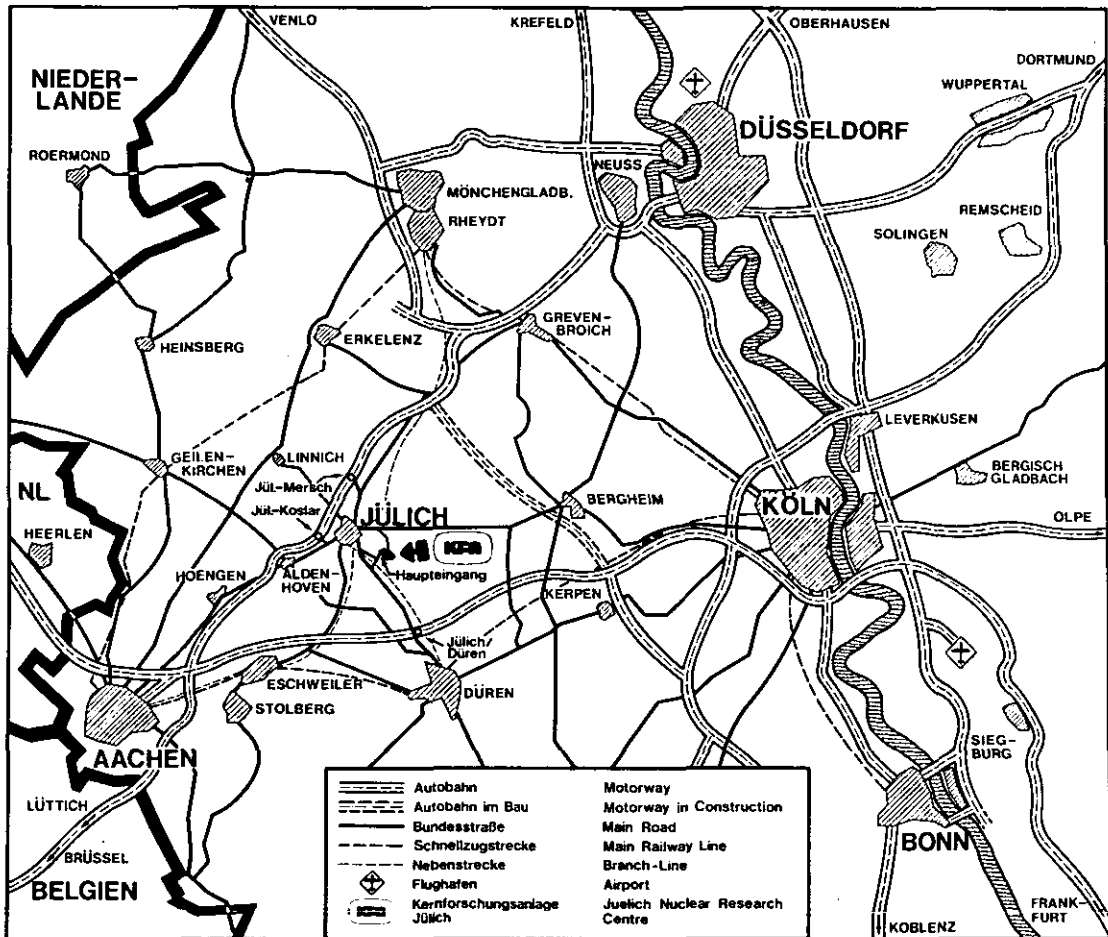 VENLO
KREFELD
OBERHAUSEN
DORTMUND
NIEDER-
LANDE
WUPPERTAL
DÜSSELDORF
ROERMOND
NEUSS
MÖNCHENGLADB.
RHEYDT
REMSCHEID
SOLINGEN
GREVEN-
BROICH
ERKELENZ
HEINSBERG
LEVERKUSEN
GEILEN-
KIRCHEN
LINNICH
Jül.-Mersch
BERGISCH
GLADBACH
NL
BERGHEIM
KÖLN
Jül.-Koslar
JÜLICH
OLPE
HEERLEN
KFA
Haupteingang
HOENGEN
ALDEN-
HOVEN
KERPEN
Jülich/
Düren
ESCHWEILER
DÜREN
STOLBERG
AACHEN
SIEG-
BURG
LÜTTICH
BRÜSSEL
BELGIEN
BONN
KOBLENZ
FRANK-
FURT
Autobahn Motorway
Autobahn im Bau Motorway in Construction
Bundesstraße Main Road
Schnellzugstrecke Main Railway Line
Nebenstrecke Branch-Line
Flughafen Airport
KFA Kernforschungsanlage Juelich Nuclear Research
Jülich Centre